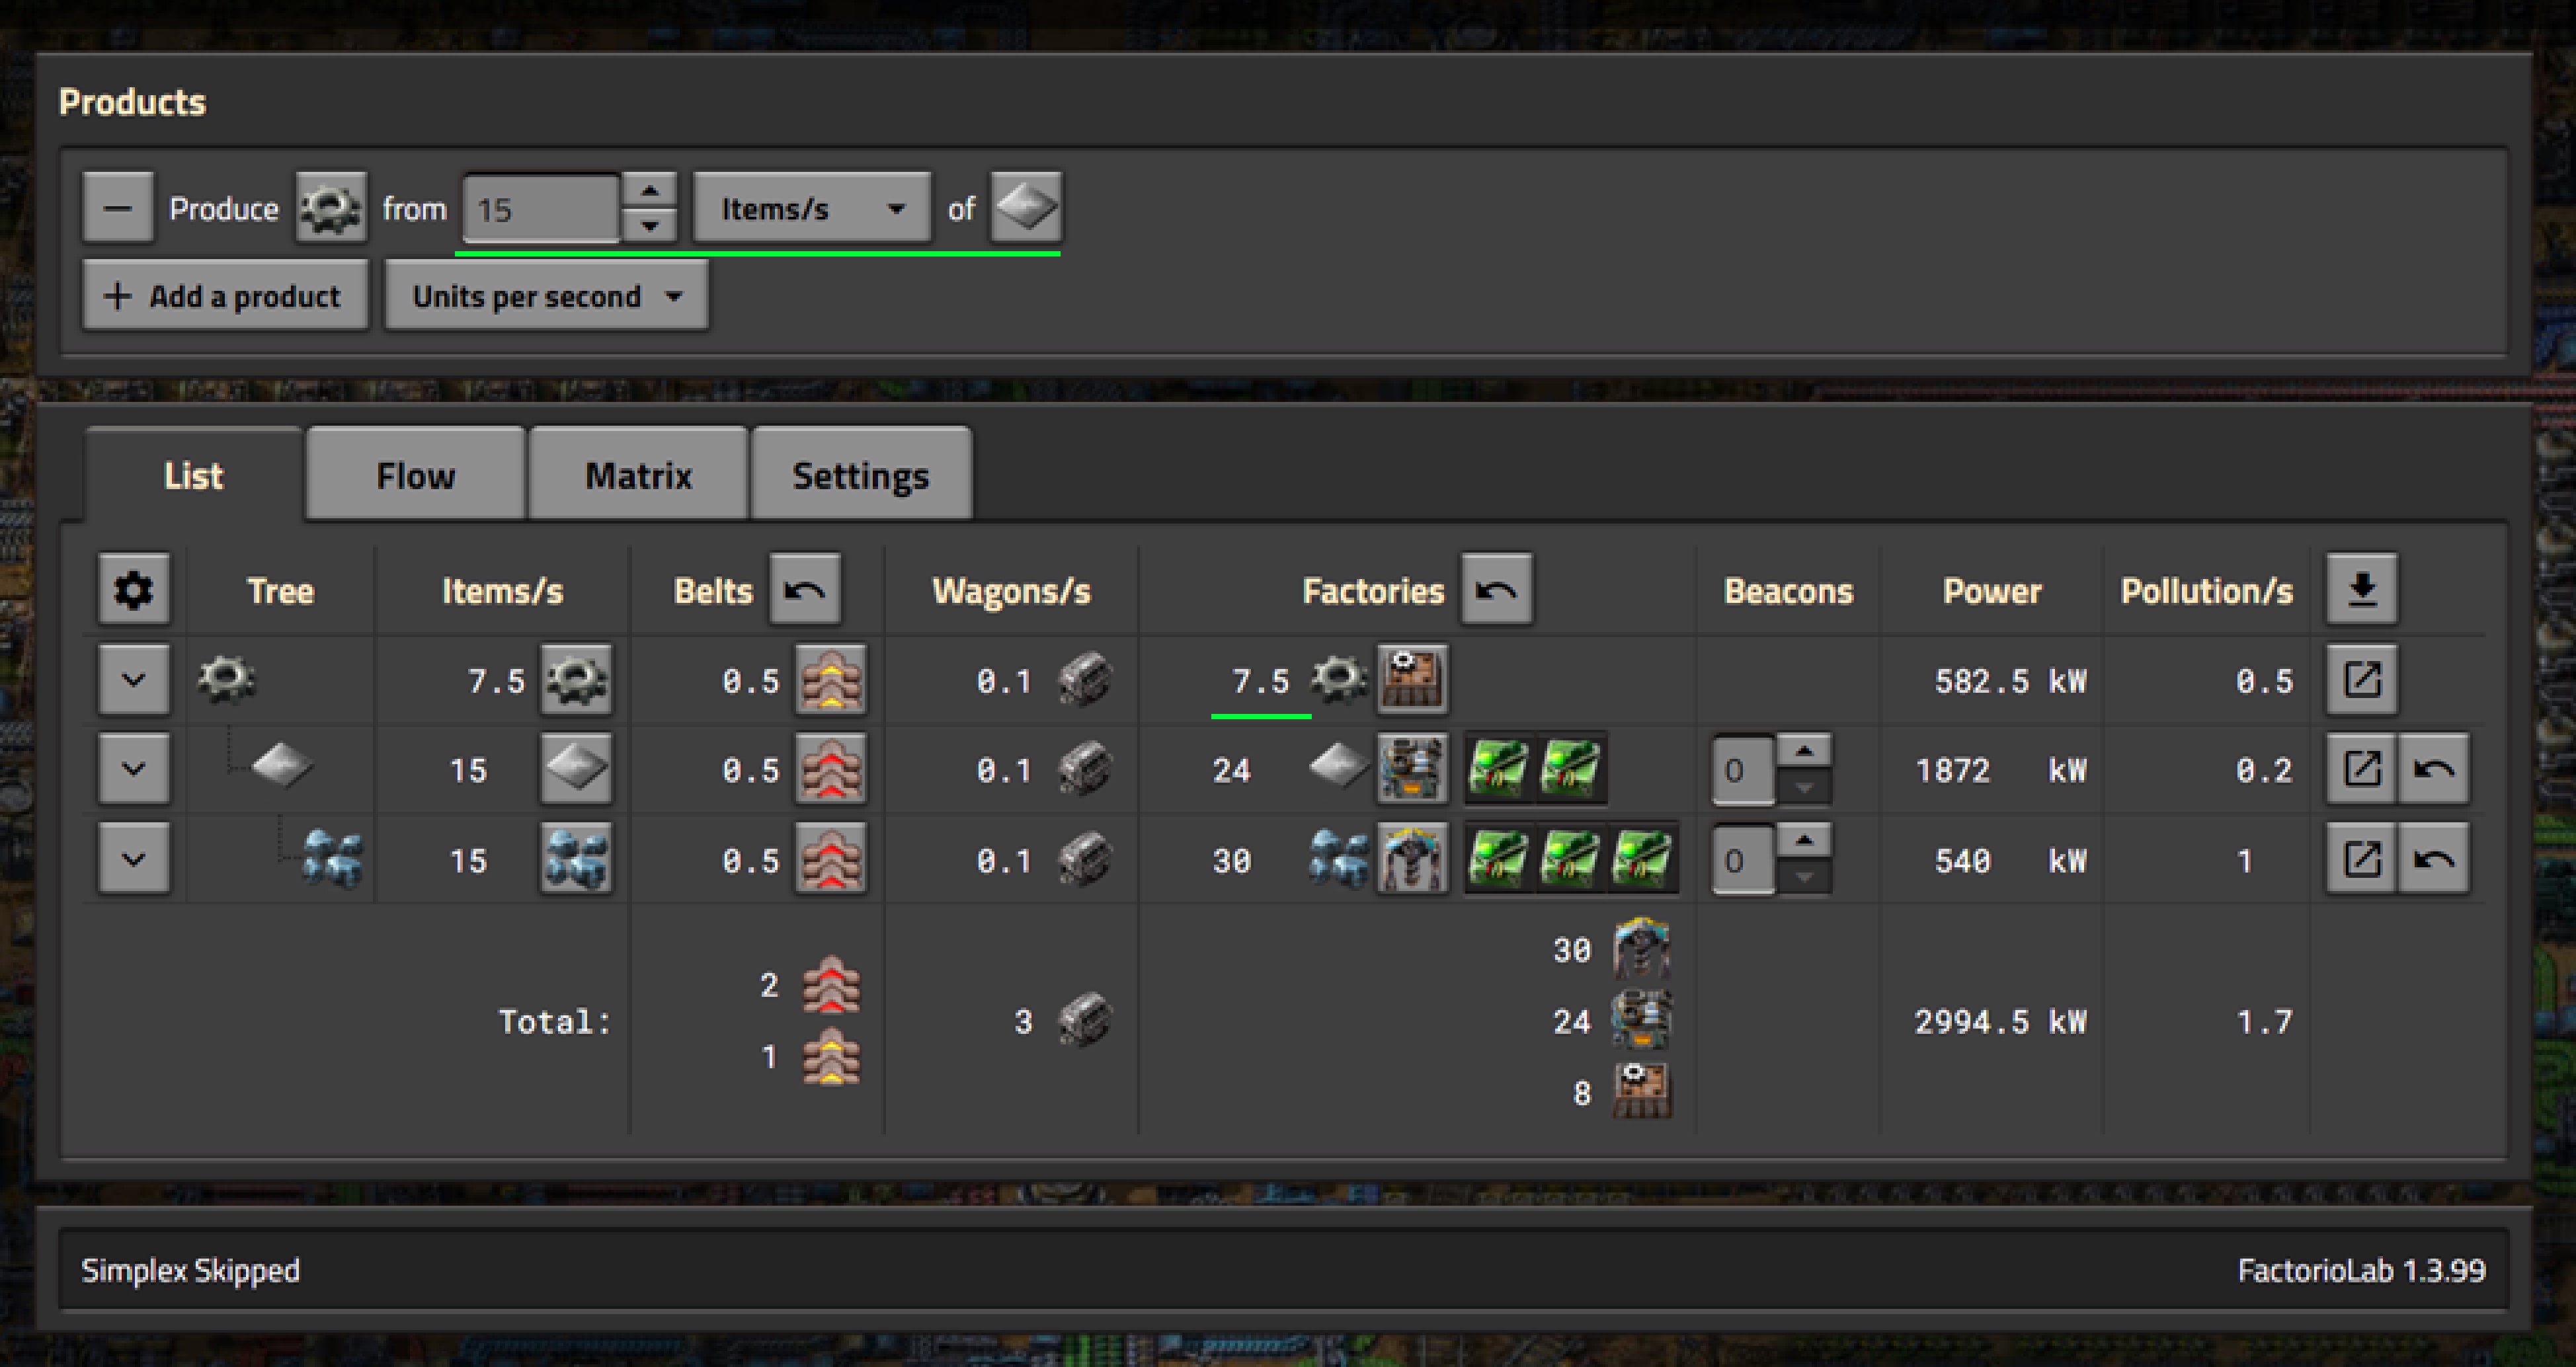 Products
Produce from 15 Items/s of
Add a product Units per second
List Flow Matrix Settings
Tree Items/s Belts Wagons/s Factories Beacons Power Pollution/s
7.5 0.5 0.1 7.5 582.5 kW 0.5
15 0.5 0.1 24 0 1872 kW 0.2
15 0.5 0.1 30 0 540 kW 1
30
2
Total: 3 24 2994.5 kW 1.7
1
8
Simplex Skipped FactorioLab 1.3.99